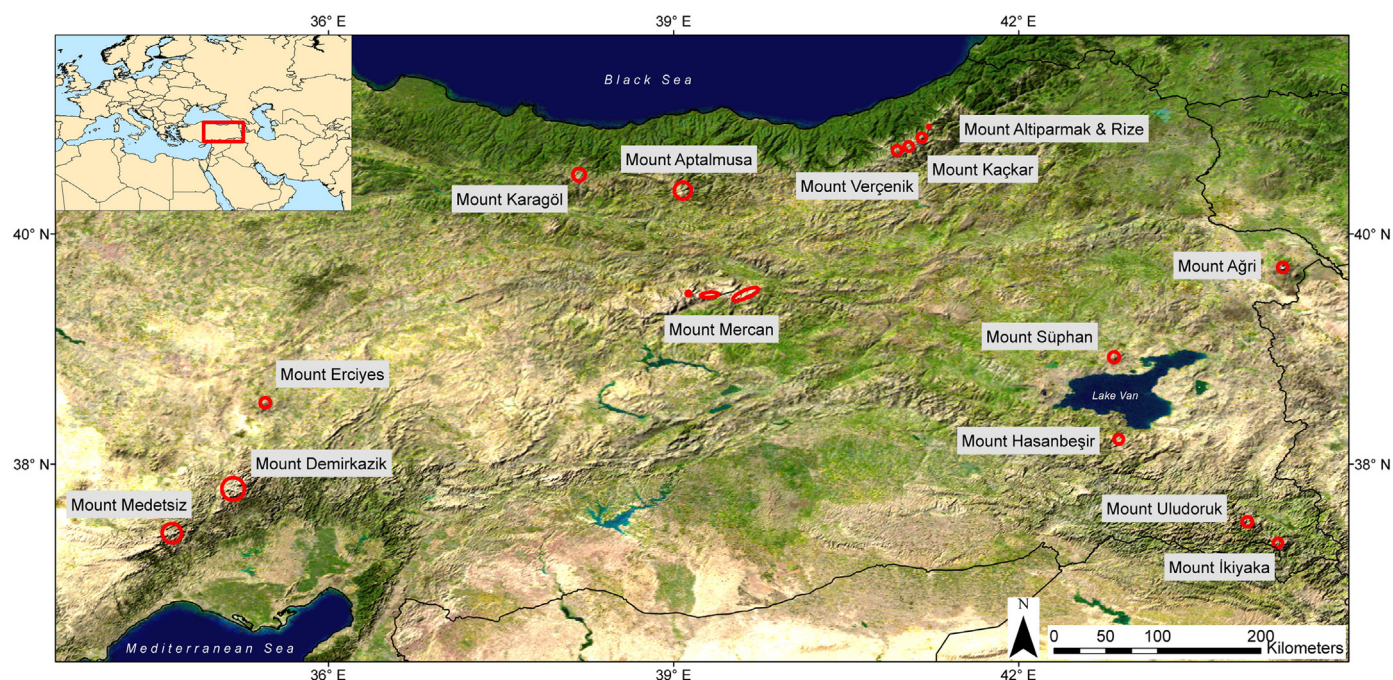 36° E
39° E
42° E
Black Sea
Mount Altiparmak & Rize
Mount Aptalmusa
Mount Kaçkar
Mount Verçenik
Mount Karagöl
40° N
40° N
Mount Ağri
Mount Mercan
Mount Süphan
Mount Erciyes
Lake Van
Mount Hasanbeşir
38° N
38° N
Mount Demirkazik
Mount Medetsiz
Mount Uludoruk
Mount İkiyaka
N
0 50 100 200
Kilometers
Mediterranean Sea
36° E
39° E
42° E